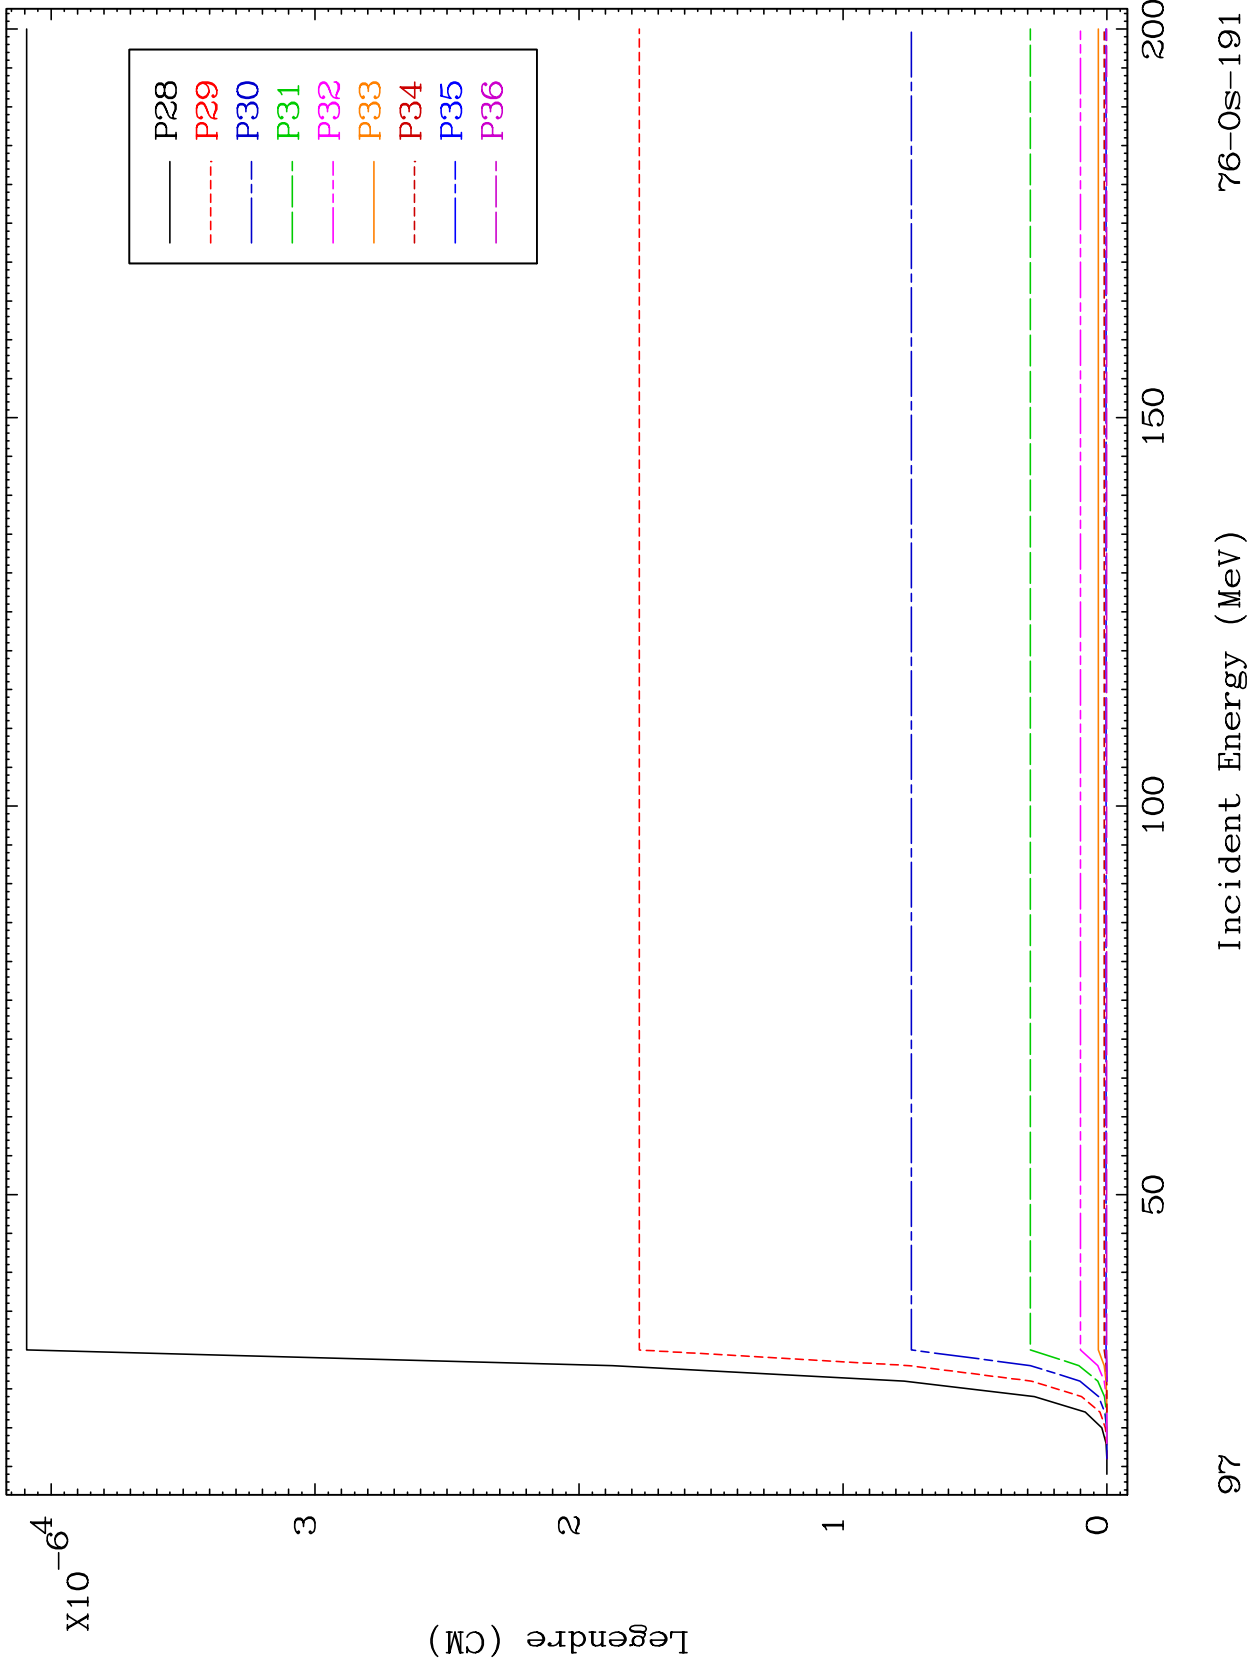 X10
-6
4
3
2
1
0
Legendre (CM)
P28
P29
P30
P31
P32
P33
P34
P35
P36
50
100
150
200
Incident Energy (MeV)
97
76-Os-191